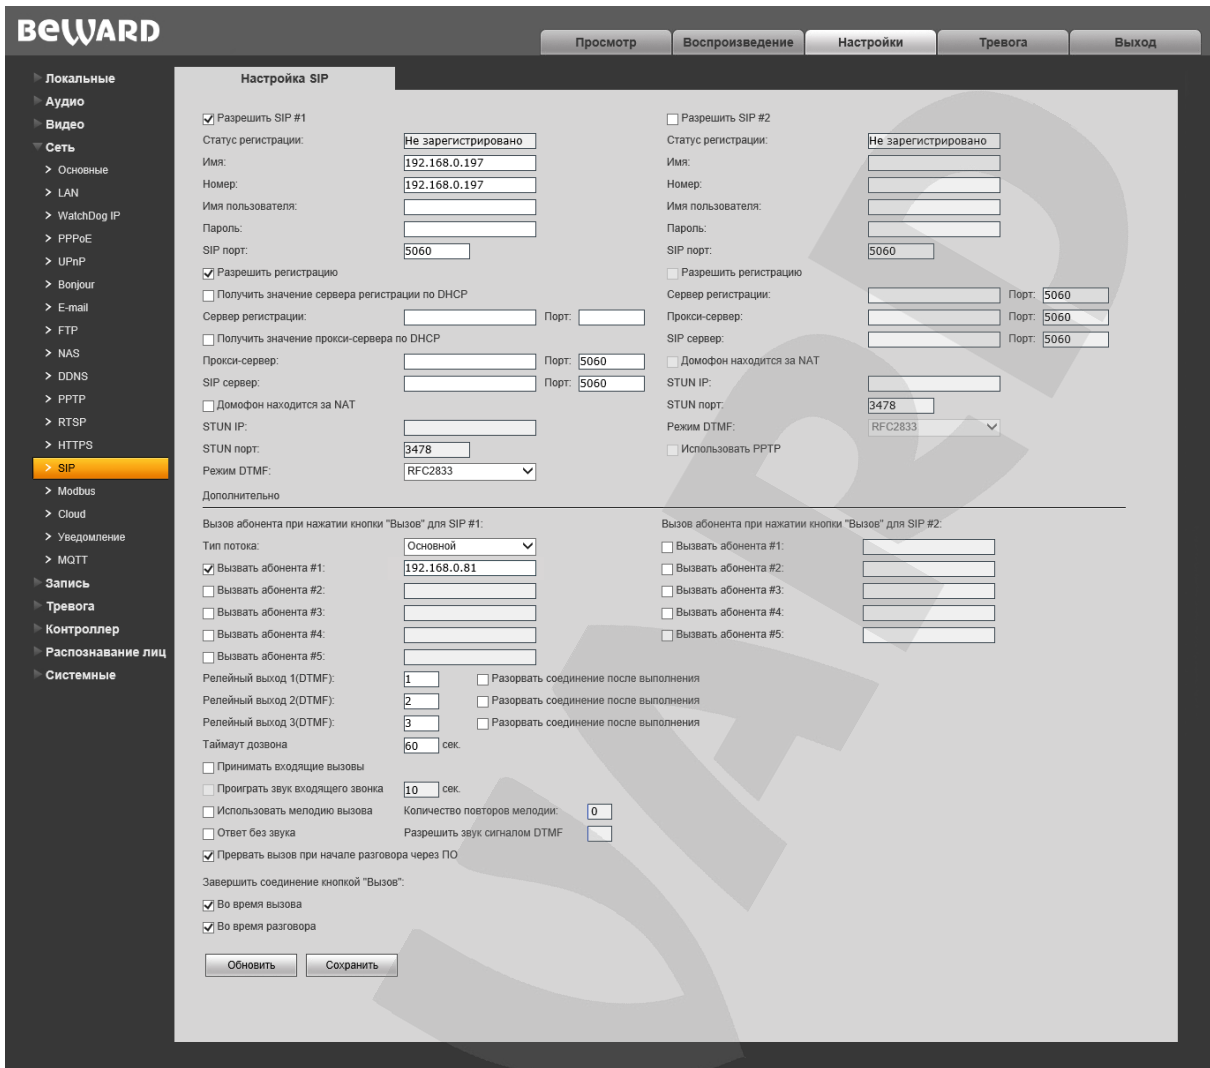 BEWARD
Просмотр Воспроизведение Настройки Тревога Выход
Локальные
Аудио
Видео
Сеть
Основные
LAN
WatchDog IP
PPPoE
UPnP
Bonjour
E-mail
FTP
NAS
DDNS
PPTP
RTSP
HTTPS
SIP
Modbus
Cloud
Уведомление
MQTT
Запись
Тревога
Контроллер
Распознавание лиц
Системные
Настройка SIP
Разрешить SIP #1
Статус регистрации: Не зарегистрировано
Имя: 192.168.0.197
Номер: 192.168.0.197
Имя пользователя:
Пароль:
SIP порт: 5060
Разрешить регистрацию
Получить значение сервера регистрации по DHCP
Сервер регистрации: Порт:
Получить значение прокси-сервера по DHCP
Прокси-сервер: Порт: 5060
SIP сервер: Порт: 5060
Домофон находится за NAT
STUN IP:
STUN порт: 3478
Режим DTMF: RFC2833
Разрешить SIP #2
Статус регистрации: Не зарегистрировано
Имя:
Номер:
Имя пользователя:
Пароль:
SIP порт: 5060
Разрешить регистрацию
Сервер регистрации: Порт: 5060
Прокси-сервер: Порт: 5060
SIP сервер: Порт: 5060
Домофон находится за NAT
STUN IP:
STUN порт: 3478
Режим DTMF: RFC2833
Использовать PPTP
Дополнительно
Вызов абонента при нажатии кнопки "Вызов" для SIP #1:
Тип потока: Основной
Вызвать абонента #1: 192.168.0.81
Вызвать абонента #2:
Вызвать абонента #3:
Вызвать абонента #4:
Вызвать абонента #5:
Вызов абонента при нажатии кнопки "Вызов" для SIP #2:
Вызвать абонента #1:
Вызвать абонента #2:
Вызвать абонента #3:
Вызвать абонента #4:
Вызвать абонента #5:
Релейный выход 1(DTMF): 1 Разорвать соединение после выполнения
Релейный выход 2(DTMF): 2 Разорвать соединение после выполнения
Релейный выход 3(DTMF): 3 Разорвать соединение после выполнения
Таймаут дозвона 60 сек.
Принимать входящие вызовы
Проиграть звук входящего звонка 10 сек.
Использовать мелодию вызова Количество повторов мелодии: 0
Ответ без звука Разрешить звук сигналом DTMF
Прервать вызов при начале разговора через ПО
Завершить соединение кнопкой "Вызов":
Во время вызова
Во время разговора
Обновить Сохранить